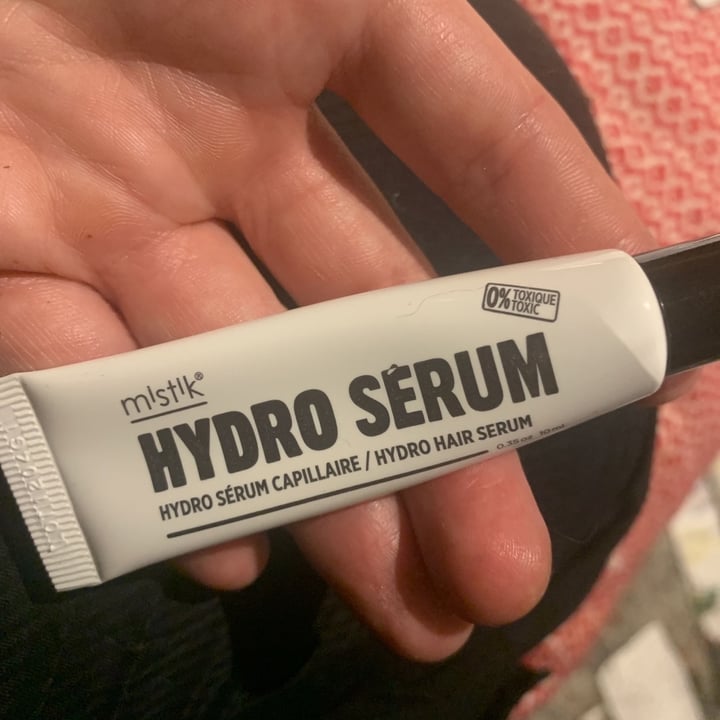 0% TOXIQUE
TOXIC
mistik®
HYDRO SÉRUM
HYDRO SÉRUM CAPILLAIRE / HYDRO HAIR SERUM
0.35 oz 10 ml